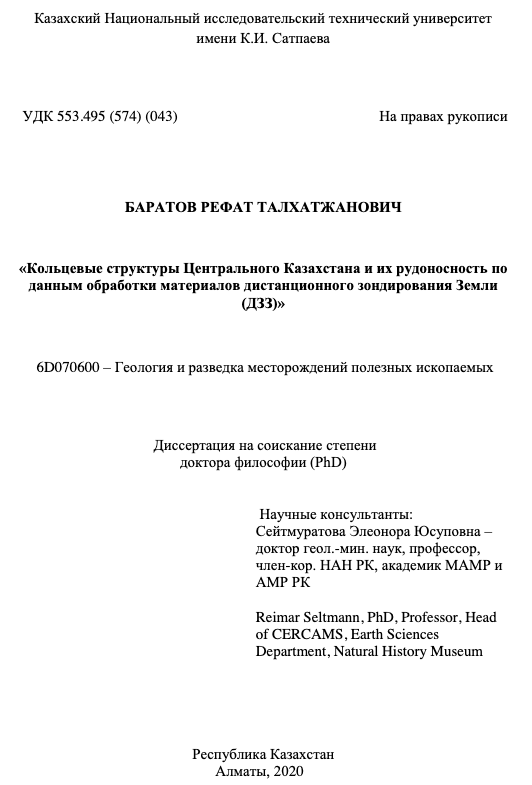 Казахский Национальный исследовательский технический университет
имени К.И. Сатпаева
УДК 553.495 (574) (043) На правах рукописи
БАРАТОВ РЕФАТ ТАЛХАТЖАНОВИЧ
«Кольцевые структуры Центрального Казахстана и их рудоносность по
данным обработки материалов дистанционного зондирования Земли
(ДЗЗ)»
6D070600 – Геология и разведка месторождений полезных ископаемых
Диссертация на соискание степени
доктора философии (PhD)
Научные консультанты:
Сейтмуратова Элеонора Юсуповна –
доктор геол.-мин. наук, профессор,
член-кор. НАН РК, академик МАМР и
АМР РК
Reimar Seltmann, PhD, Professor, Head
of CERCAMS, Earth Sciences
Department, Natural History Museum
Республика Казахстан
Алматы, 2020